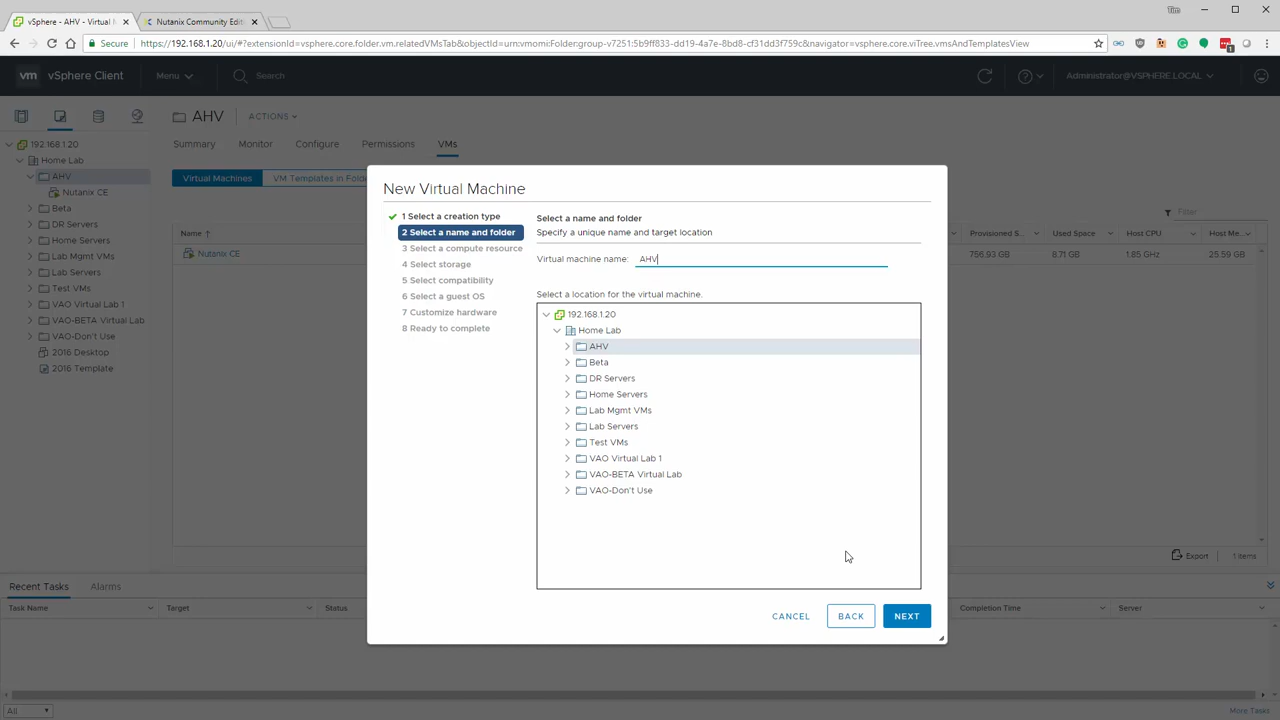 vSphere - AHV - Virtual M
Nutanix Community Editi
Tim
Secure
https://192.168.1.20/ui/#?extensionId=vsphere.core.folder.vm.relatedVMsTab&objectId=urn:vmomi:Folder:group-v7251:5b9ff833-dd19-4a7e-8bd8-cf31dd3f759c&navigator=vsphere.core.viTree.vmsAndTemplatesView
vm vSphere Client
Menu
Search
Administrator@VSPHERE.LOCAL
AHV
ACTIONS
192.168.1.20
Home Lab
AHV
Nutanix CE
Beta
DR Servers
Home Servers
Lab Mgmt VMs
Lab Servers
Test VMs
VAO Virtual Lab 1
VAO-BETA Virtual Lab
VAO-Don't Use
2016 Desktop
2016 Template
Summary Monitor Configure Permissions VMs
Virtual Machines
VM Templates in Folde
Filter
Name
Provisioned S...
Used Space
Host CPU
Host Me...
Nutanix CE
756.93 GB
8.71 GB
1.85 GHz
25.59 GB
Export
1 items
New Virtual Machine
1 Select a creation type
2 Select a name and folder
3 Select a compute resource
4 Select storage
5 Select compatibility
6 Select a guest OS
7 Customize hardware
8 Ready to complete
Select a name and folder
Specify a unique name and target location
Virtual machine name: AHV
Select a location for the virtual machine.
192.168.1.20
Home Lab
AHV
Beta
DR Servers
Home Servers
Lab Mgmt VMs
Lab Servers
Test VMs
VAO Virtual Lab 1
VAO-BETA Virtual Lab
VAO-Don't Use
CANCEL
BACK
NEXT
Recent Tasks
Alarms
Task Name
Target
Status
Completion Time
Server
All
More Tasks